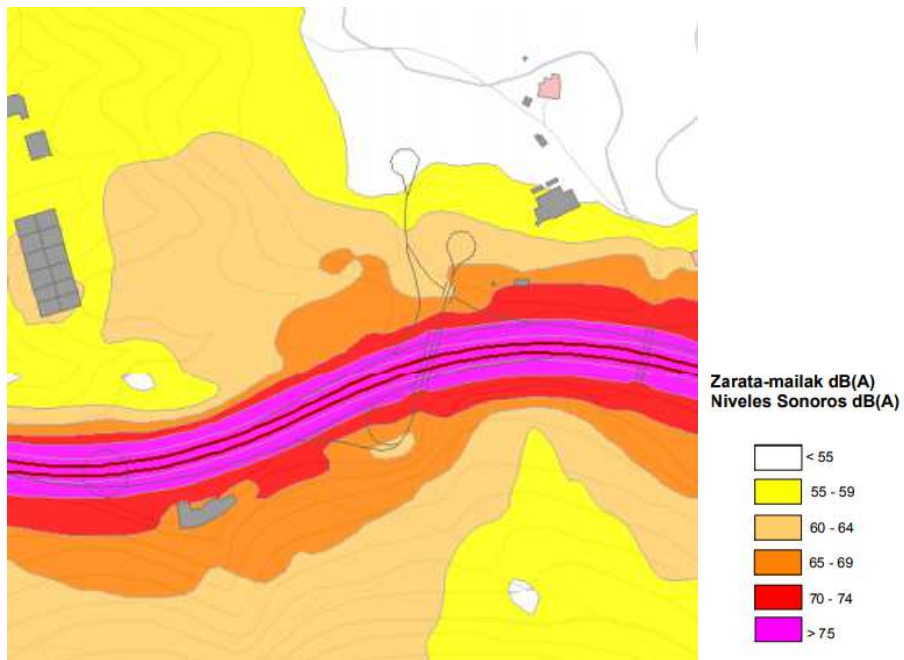 Zarata-mailak dB(A)
Niveles Sonoros dB(A)
< 55
55 - 59
60 - 64
65 - 69
70 - 74
> 75